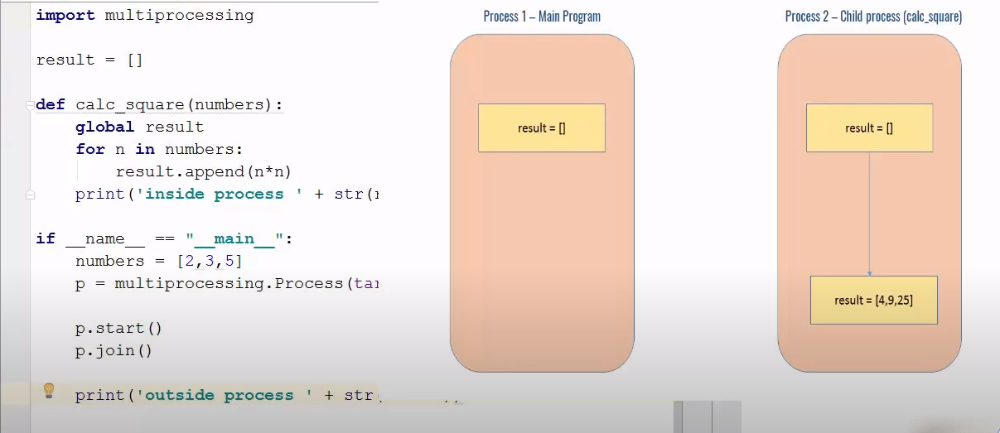 import multiprocessing
result = []
def calc_square(numbers):
global result
for n in numbers:
result.append(n*n)
print('inside process ' + str(
if __name__ == "__main__":
numbers = [2,3,5]
p = multiprocessing.Process(tar
p.start()
p.join()
print('outside process ' + str
Process 1 – Main Program
result = []
Process 2 – Child process (calc_square)
result = []
result = [4,9,25]